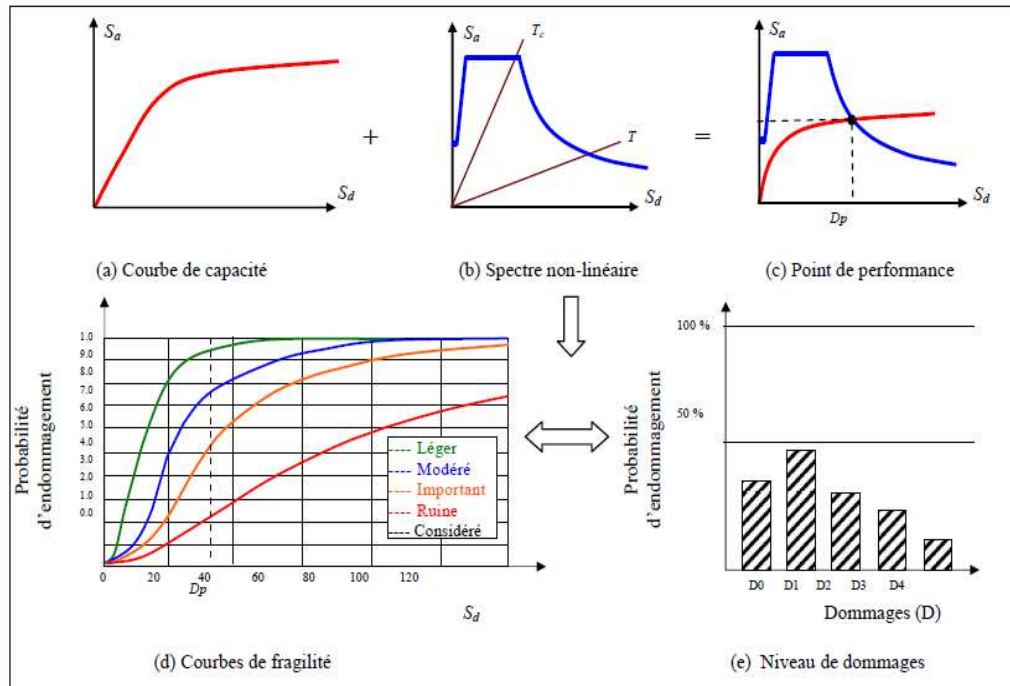 Sa
Sd
+
Sa
Tc
T
Sd
=
Sa
Sd
Dp
(a) Courbe de capacité
(b) Spectre non-linéaire
(c) Point de performance
Probabilité
d'endommagement
1.0
9.0
8.0
7.0
6.0
5.0
4.0
3.0
2.0
1.0
0.0
Léger
Modéré
Important
Ruine
Considéré
0 20 40 60 80 100 120
Dp
Sd
(d) Courbes de fragilité
Probabilité
d'endommagement
100 %
50 %
D0 D1 D2 D3 D4
Dommages (D)
(e) Niveau de dommages